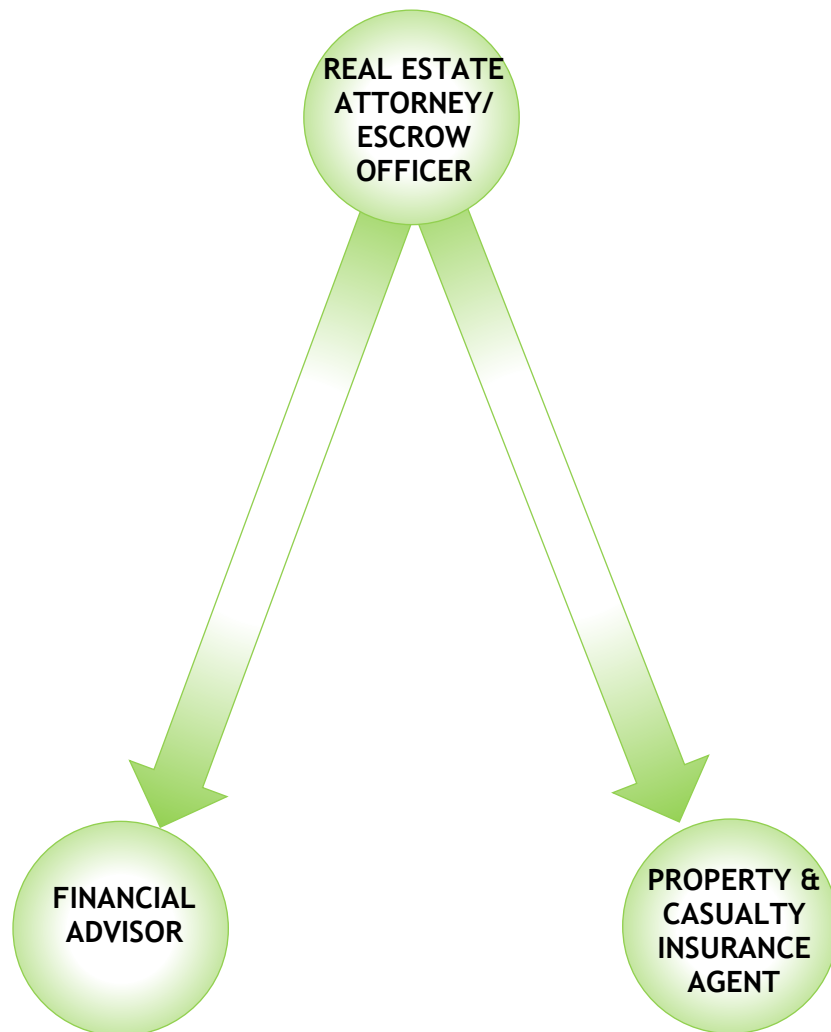 REAL ESTATE
ATTORNEY/
ESCROW
OFFICER
FINANCIAL
ADVISOR
PROPERTY &
CASUALTY
INSURANCE
AGENT